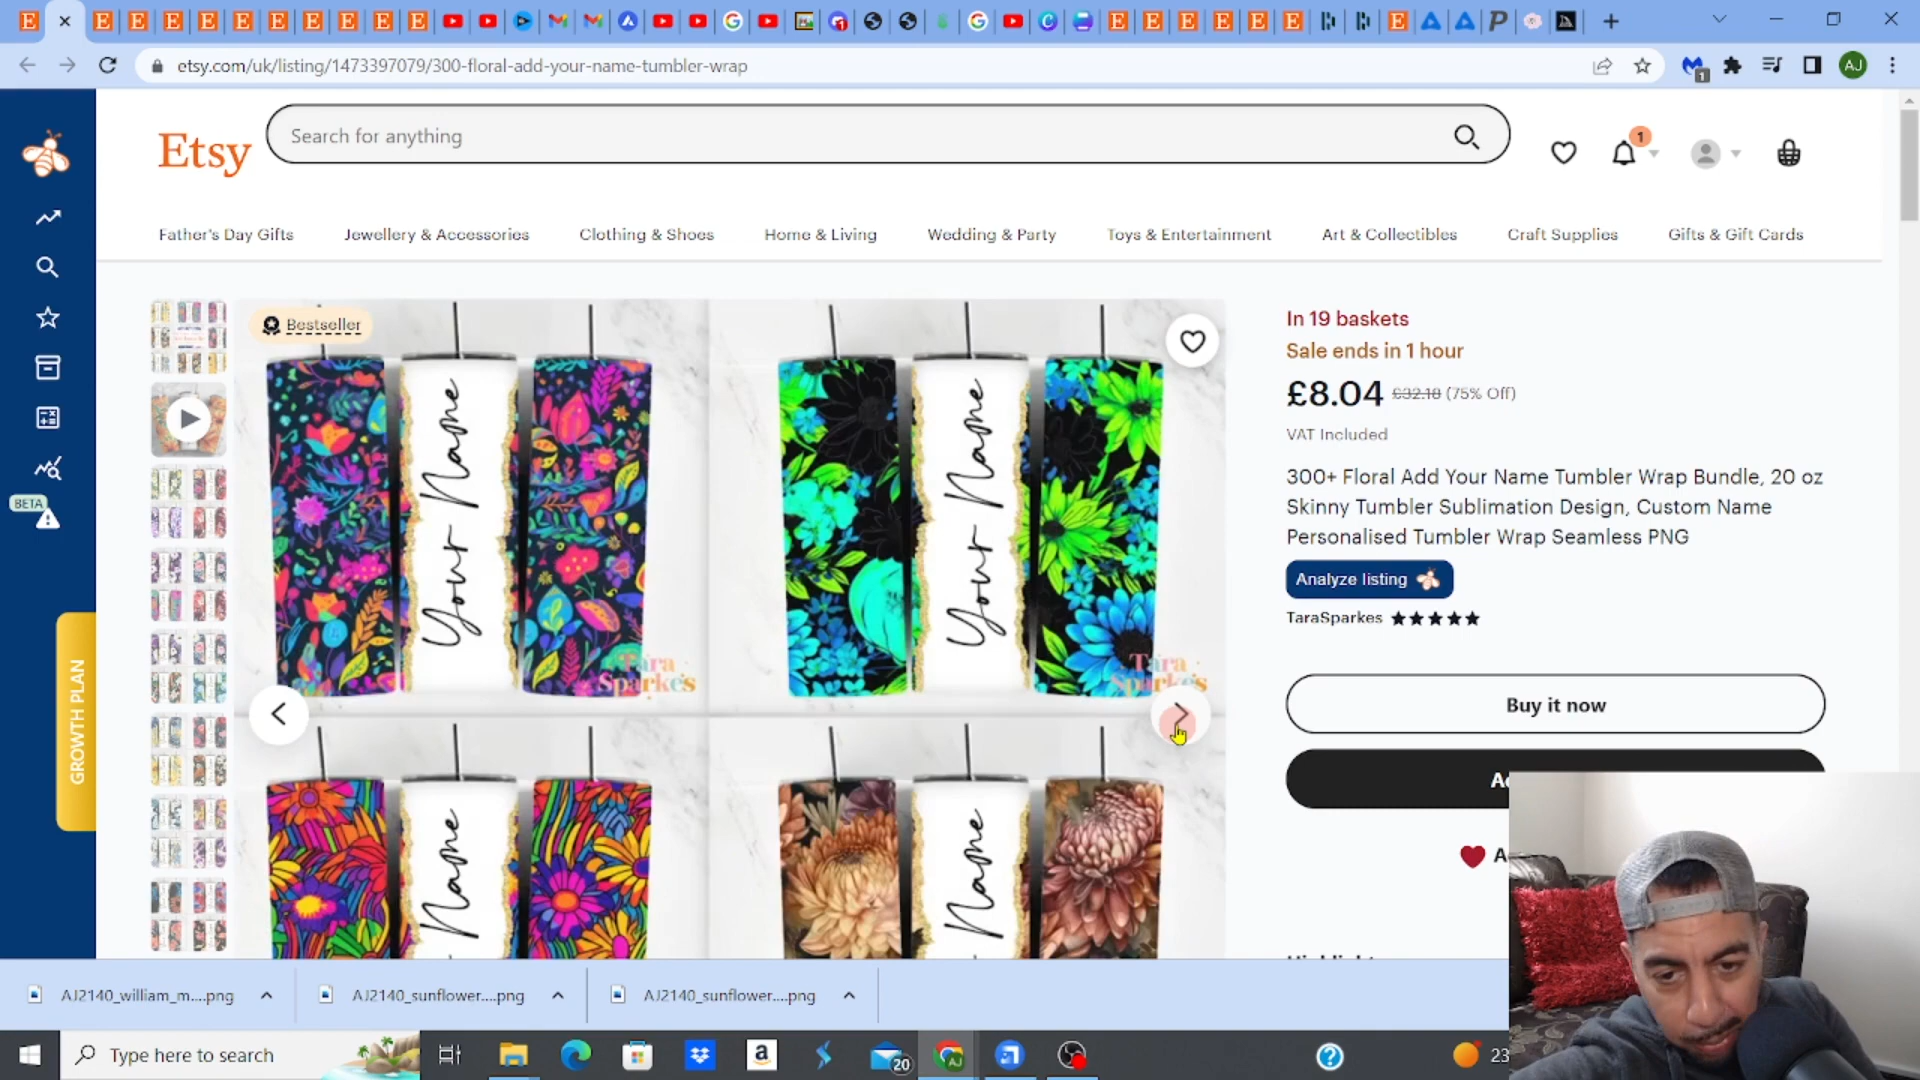 etsy.com/uk/listing/1473397079/300-floral-add-your-name-tumbler-wrap
1
AJ
Etsy
Search for anything
1
Father's Day Gifts
Jewellery & Accessories
Clothing & Shoes
Home & Living
Wedding & Party
Toys & Entertainment
Art & Collectibles
Craft Supplies
Gifts & Gift Cards
BETA
GROWTH PLAN
Bestseller
Your Name
Your Name
Tara
Sparkes
Tara
Sparkes
Name
Name
In 19 baskets
Sale ends in 1 hour
£8.04 £32.18 (75% Off)
VAT Included
300+ Floral Add Your Name Tumbler Wrap Bundle, 20 oz
Skinny Tumbler Sublimation Design, Custom Name
Personalised Tumbler Wrap Seamless PNG
Analyze listing
TaraSparkes
Buy it now
AJ2140_william_m....png
AJ2140_sunflower....png
AJ2140_sunflower....png
Type here to search
20
AJ
23